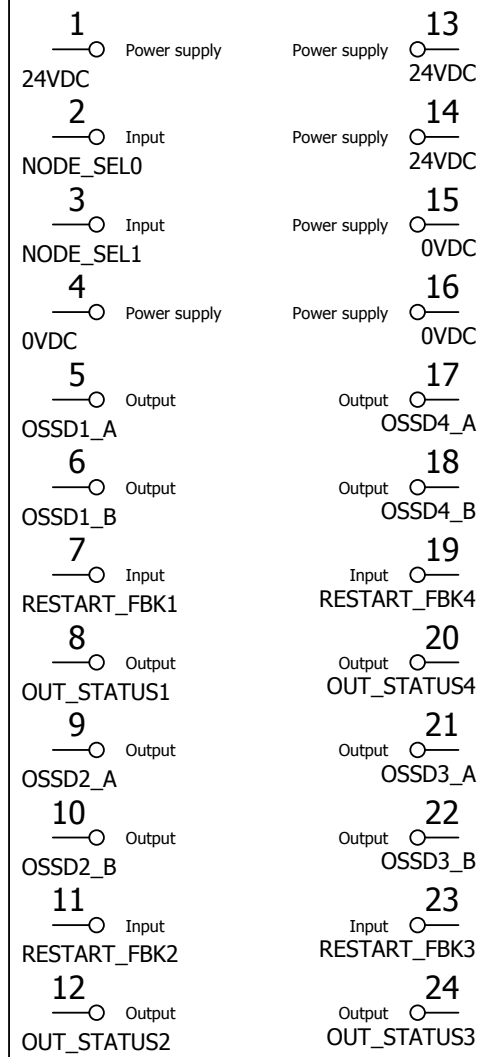 1 13
Power supply Power supply
24VDC 24VDC
2 14
Input Power supply
NODE_SEL0 24VDC
3 15
Input Power supply
NODE_SEL1 0VDC
4 16
Power supply Power supply
0VDC 0VDC
5 17
Output Output
OSSD1_A OSSD4_A
6 18
Output Output
OSSD1_B OSSD4_B
7 19
Input Input
RESTART_FBK1 RESTART_FBK4
8 20
Output Output
OUT_STATUS1 OUT_STATUS4
9 21
Output Output
OSSD2_A OSSD3_A
10 22
Output Output
OSSD2_B OSSD3_B
11 23
Input Input
RESTART_FBK2 RESTART_FBK3
12 24
Output Output
OUT_STATUS2 OUT_STATUS3